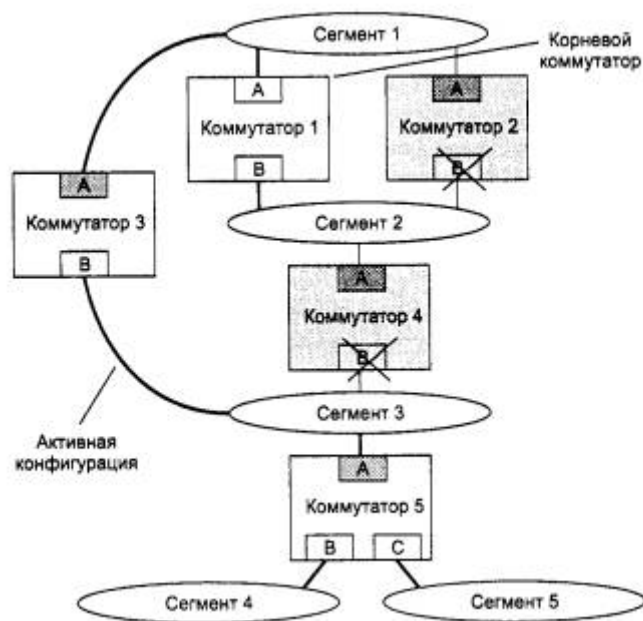 Сегмент 1
Корневой
коммутатор
A
Коммутатор 1
B
A
Коммутатор 2
B
A
Коммутатор 3
B
Сегмент 2
A
Коммутатор 4
B
Сегмент 3
Активная
конфигурация
A
Коммутатор 5
B
C
Сегмент 4
Сегмент 5